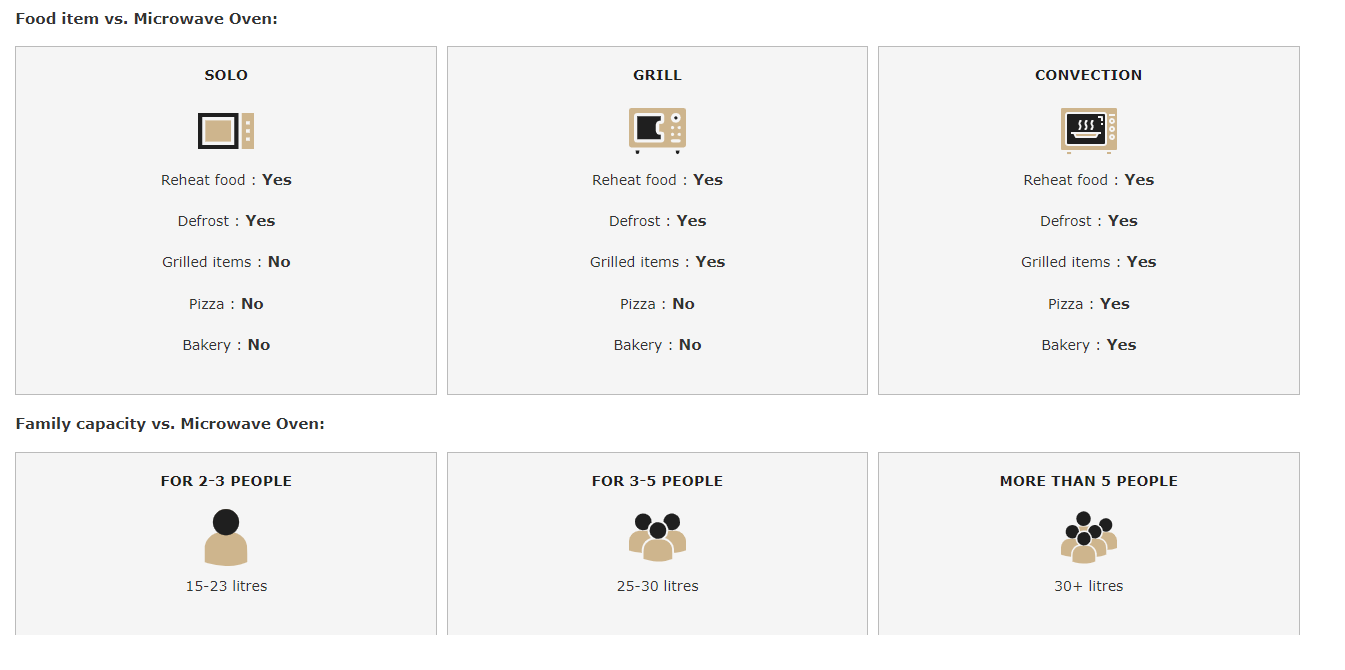 Food item vs. Microwave Oven:
SOLO
Reheat food : Yes
Defrost : Yes
Grilled items : No
Pizza : No
Bakery : No
GRILL
Reheat food : Yes
Defrost : Yes
Grilled items : Yes
Pizza : No
Bakery : No
CONVECTION
Reheat food : Yes
Defrost : Yes
Grilled items : Yes
Pizza : Yes
Bakery : Yes
Family capacity vs. Microwave Oven:
FOR 2-3 PEOPLE
15-23 litres
FOR 3-5 PEOPLE
25-30 litres
MORE THAN 5 PEOPLE
30+ litres